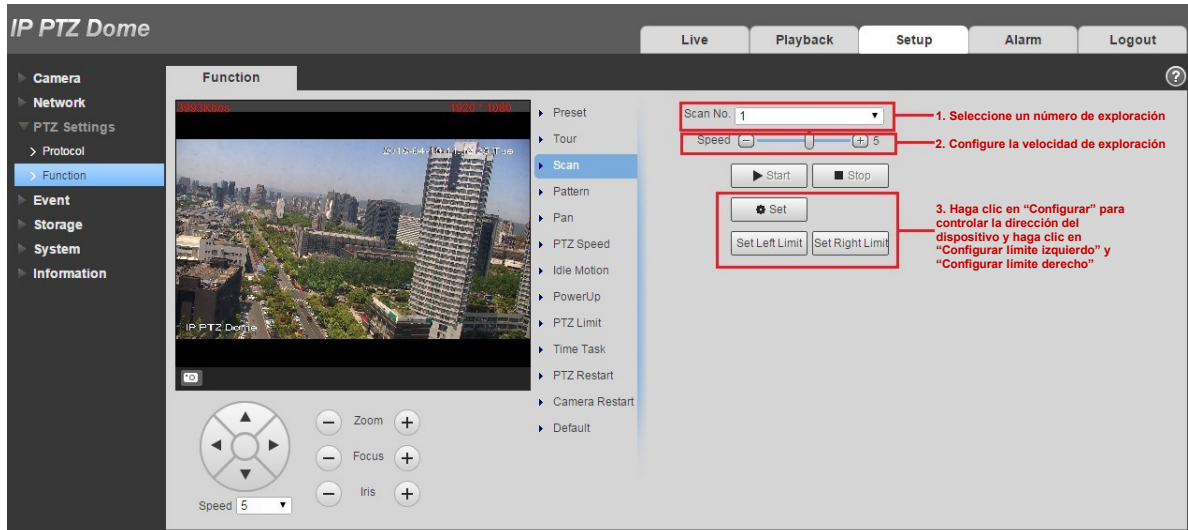 IP PTZ Dome
Live
Playback
Setup
Alarm
Logout
Camera
Network
PTZ Settings
Protocol
Function
Event
Storage
System
Information
Function
?
3993Kbps
1920 * 1080
Tue
IP PTZ Dome
Zoom
Focus
Iris
Speed 5
Preset
Tour
Scan
Pattern
Pan
PTZ Speed
Idle Motion
PowerUp
PTZ Limit
Time Task
PTZ Restart
Camera Restart
Default
Scan No. 1
Speed 5
Start
Stop
Set
Set Left Limit
Set Right Limit
1. Seleccione un número de exploración
2. Configure la velocidad de exploración
3. Haga clic en “Configurar” para
controlar la dirección del
dispositivo y haga clic en
“Configurar límite izquierdo” y
“Configurar límite derecho”